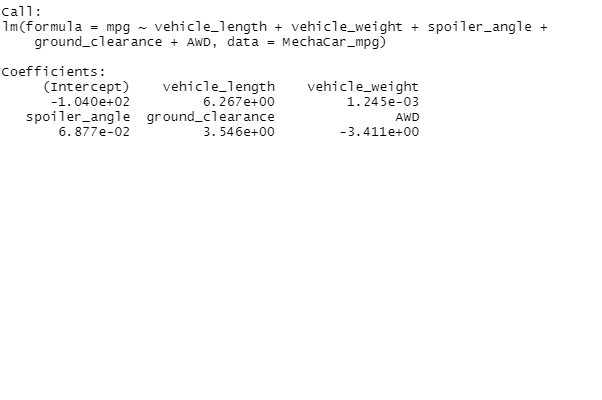 Call:
lm(formula = mpg ~ vehicle_length + vehicle_weight + spoiler_angle +
    ground_clearance + AWD, data = MechaCar_mpg)

Coefficients:
     (Intercept)    vehicle_length    vehicle_weight
      -1.040e+02         6.267e+00         1.245e-03
   spoiler_angle  ground_clearance               AWD
       6.877e-02         3.546e+00        -3.411e+00